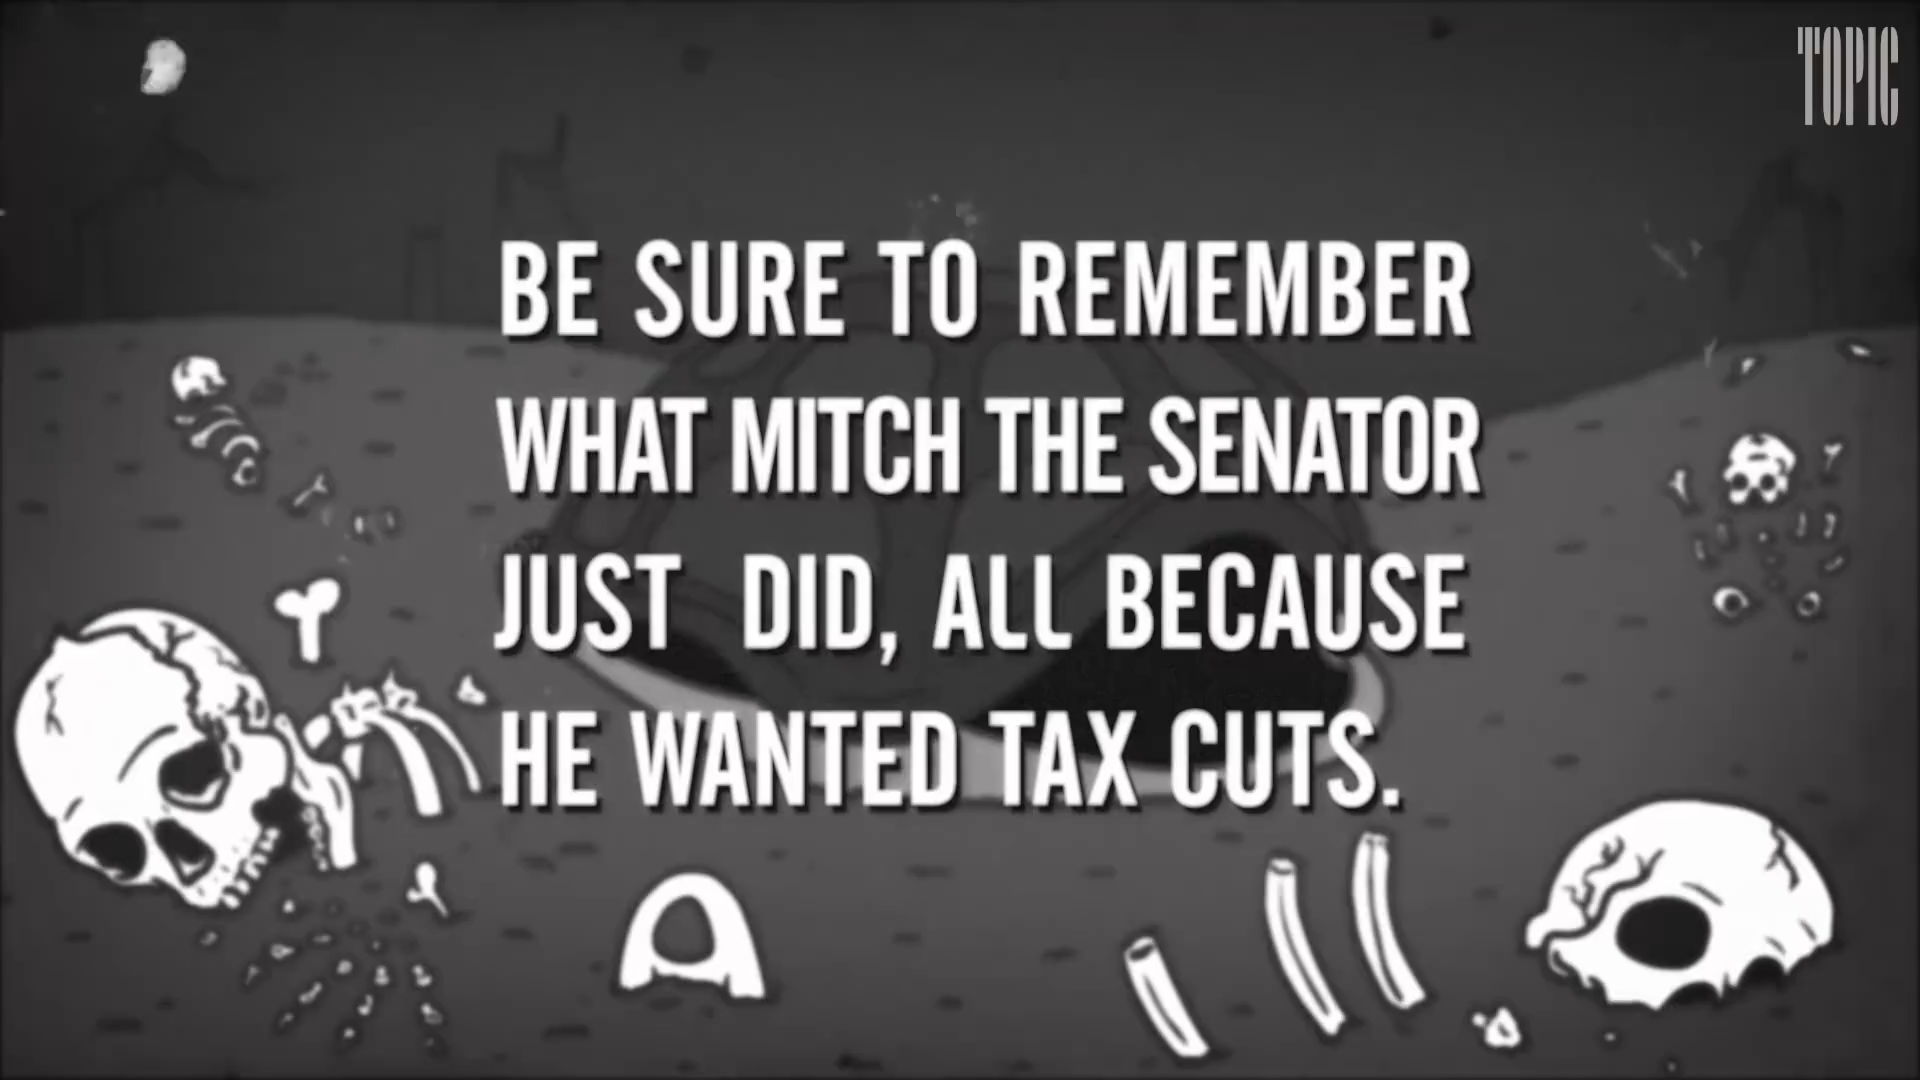 TOPIC
BE SURE TO REMEMBER
WHAT MITCH THE SENATOR
JUST DID, ALL BECAUSE
HE WANTED TAX CUTS.